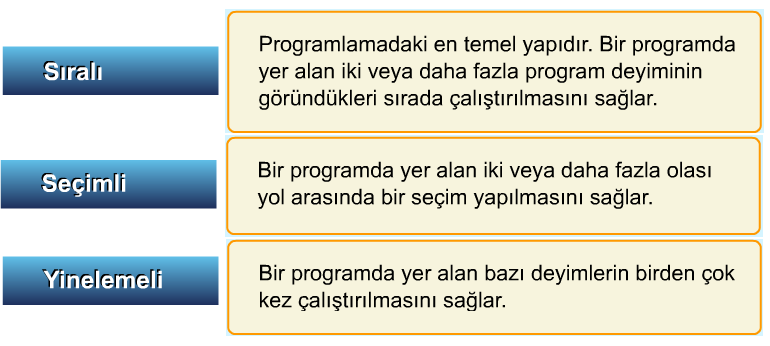 Sıralı
Programlamadaki en temel yapıdır. Bir programda
yer alan iki veya daha fazla program deyiminin
göründükleri sırada çalıştırılmasını sağlar.
Seçimli
Bir programda yer alan iki veya daha fazla olası
yol arasında bir seçim yapılmasını sağlar.
Yinelemeli
Bir programda yer alan bazı deyimlerin birden çok
kez çalıştırılmasını sağlar.